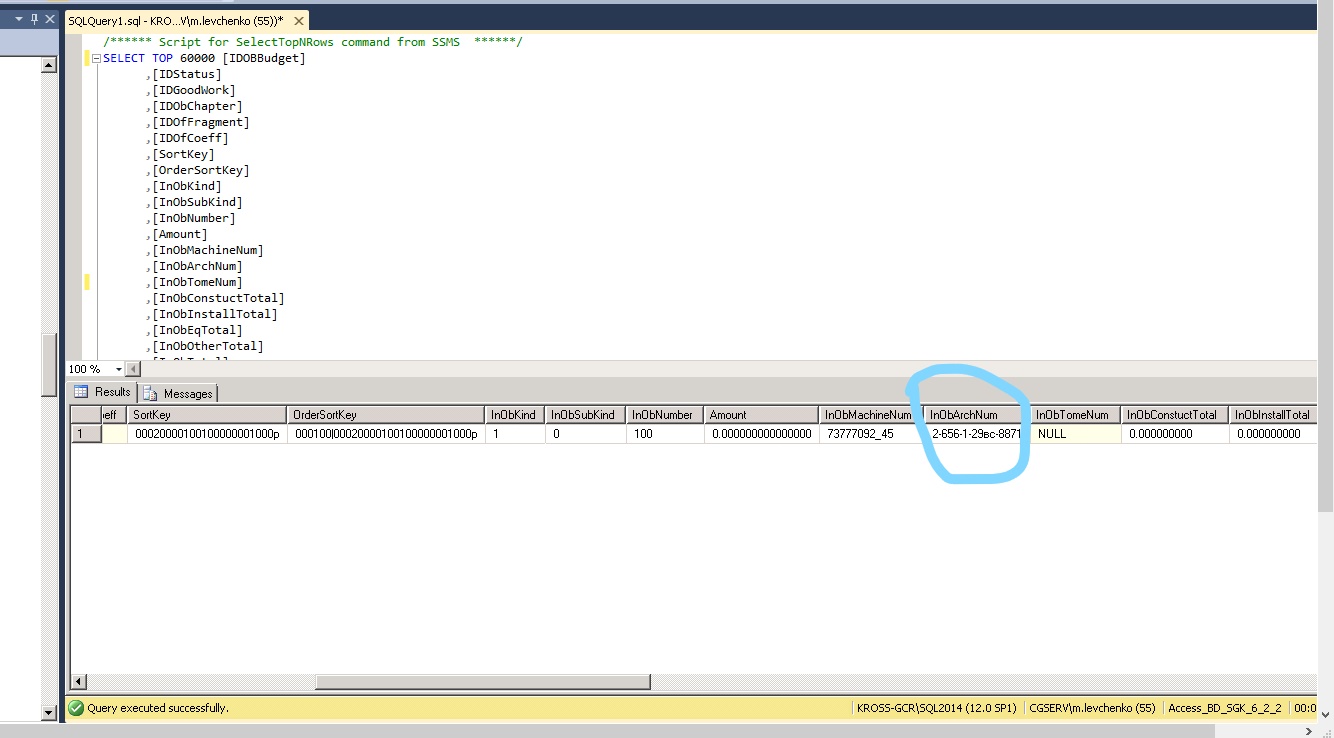 SQLQuery1.sql - KRO...V\m.levchenko (55))*
/****** Script for SelectTopNRows command from SSMS ******/
SELECT TOP 60000 [IDOBBudget]
,[IDStatus]
,[IDGoodWork]
,[IDObChapter]
,[IDOfFragment]
,[IDOfCoeff]
,[SortKey]
,[OrderSortKey]
,[InObKind]
,[InObSubKind]
,[InObNumber]
,[Amount]
,[InObMachineNum]
,[InObArchNum]
,[InObTomeNum]
,[InObConstuctTotal]
,[InObInstallTotal]
,[InObEqTotal]
,[InObOtherTotal]
100 %
Results Messages
eff SortKey OrderSortKey InObKind InObSubKind InObNumber Amount InObMachineNum InObArchNum InObTomeNum InObConstuctTotal InObInstallTotal
1 00020000100100000001000р 000100|00020000100100000001000р 1 0 100 0.000000000000000 73777092_45 2-656-1-29вс-8871 NULL 0.000000000 0.000000000
Query executed successfully. KROSS-GCR\SQL2014 (12.0 SP1) CGSERV\m.levchenko (55) Access_BD_SGK_6_2_2 00:0